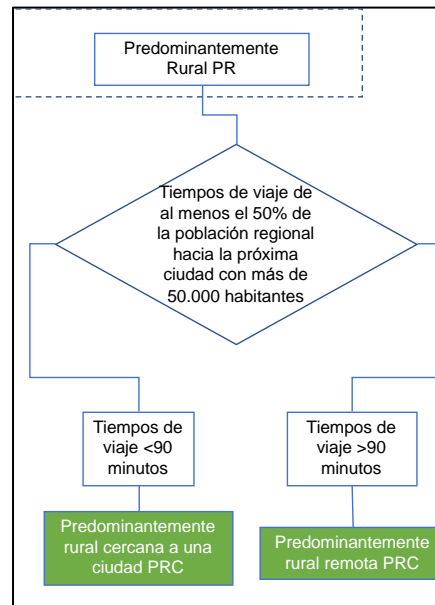 Predominantemente
Rural PR
Tiempos de viaje de
al menos el 50% de
la población regional
hacia la próxima
ciudad con más de
50.000 habitantes
Tiempos de
viaje <90
minutos
Tiempos de
viaje >90
minutos
Predominantemente
rural cercana a una
ciudad PRC
Predominantemente
rural remota PRC